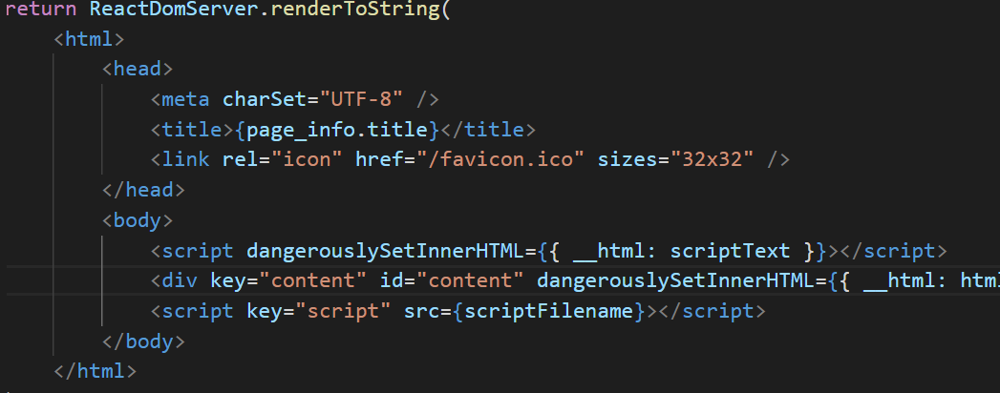 return ReactDomServer.renderToString(
<html>
<head>
<meta charSet="UTF-8" />
<title>{page_info.title}</title>
<link rel="icon" href="/favicon.ico" sizes="32x32" />
</head>
<body>
<script dangerouslySetInnerHTML={{ __html: scriptText }}></script>
<div key="content" id="content" dangerouslySetInnerHTML={{ __html:
<script key="script" src={scriptFilename}></script>
</body>
</html>